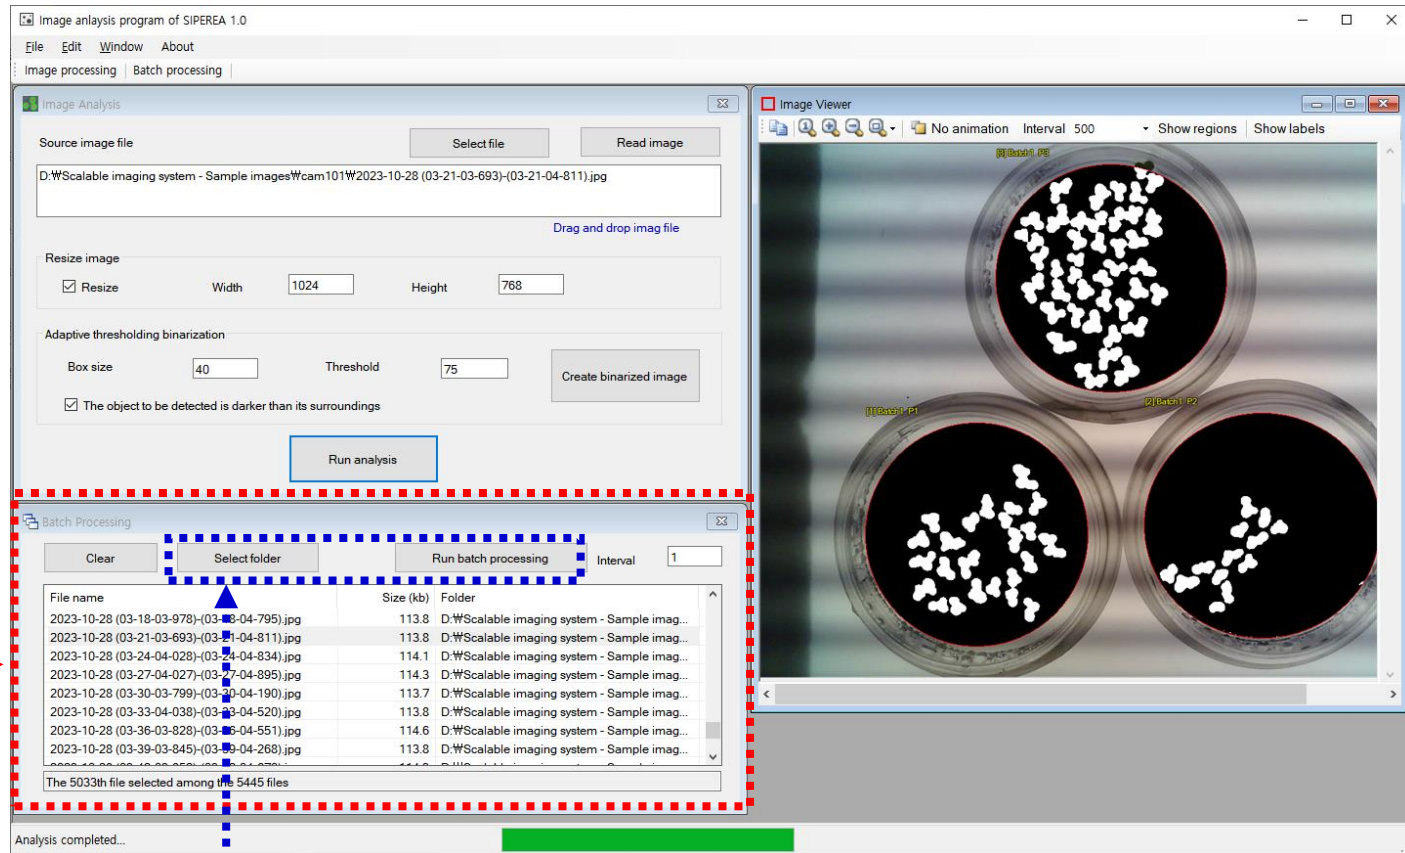 Image anlaysis program of SIPEREA 1.0
File Edit Window About
Image processing Batch processing
Image Analysis
Source image file Select file Read image
D:₩Scalable imaging system - Sample images₩cam101₩2023-10-28 (03-21-03-693)-(03-21-04-811).jpg
Drag and drop imag file
Resize image
Resize Width 1024 Height 768
Adaptive thresholding binarization
Box size 40 Threshold 75 Create binarized image
The object to be detected is darker than its surroundings
Run analysis
Batch Processing
Clear Select folder Run batch processing Interval 1
File name Size (kb) Folder
2023-10-28 (03-18-03-978)-(03-18-04-795).jpg 113.8 D:₩Scalable imaging system - Sample imag...
2023-10-28 (03-21-03-693)-(03-21-04-811).jpg 113.8 D:₩Scalable imaging system - Sample imag...
2023-10-28 (03-24-04-028)-(03-24-04-834).jpg 114.1 D:₩Scalable imaging system - Sample imag...
2023-10-28 (03-27-04-027)-(03-27-04-895).jpg 114.3 D:₩Scalable imaging system - Sample imag...
2023-10-28 (03-30-03-799)-(03-30-04-190).jpg 113.7 D:₩Scalable imaging system - Sample imag...
2023-10-28 (03-33-04-038)-(03-33-04-520).jpg 113.8 D:₩Scalable imaging system - Sample imag...
2023-10-28 (03-36-03-828)-(03-36-04-551).jpg 114.6 D:₩Scalable imaging system - Sample imag...
2023-10-28 (03-39-03-845)-(03-39-04-268).jpg 113.8 D:₩Scalable imaging system - Sample imag...
The 5033th file selected among the 5445 files
Analysis completed...
Image Viewer
No animation Interval 500 Show regions Show labels
[3] Batch1. P3
[1] Batch1. P1
[2] Batch1. P2